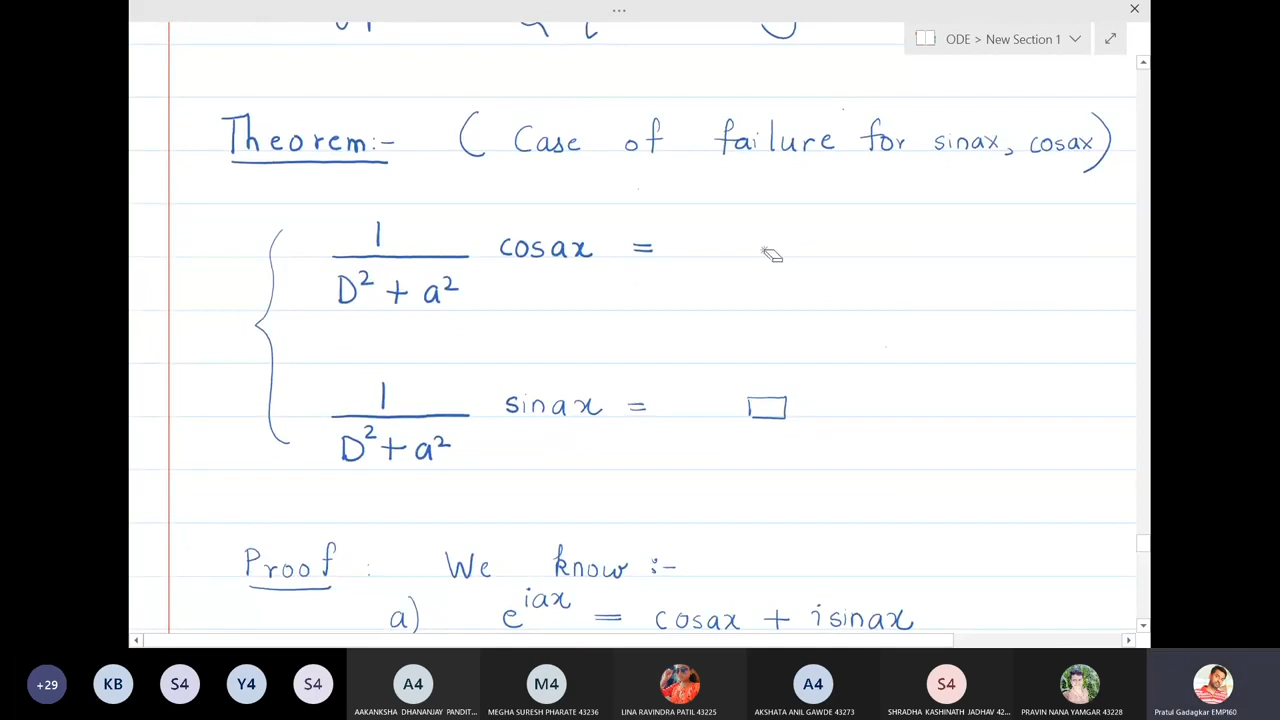 ODE > New Section 1
Theorem:- ( Case of failure for sinax, cosax)
1
cosax =
D² + a²
1
sinax =
D² + a²
Proof : We know :-
a) e^iax = cosax + isinax
+29 KB S4 Y4 S4 A4 M4 A4 S4
AAKANKSHA DHANANJAY PANDIT... MEGHA SURESH PHARATE 43236 LINA RAVINDRA PATIL 43225 AKSHATA ANIL GAWDE 43273 SHRADHA KASHINATH JADHAV 42... PRAVIN NANA YAMGAR 43228 Pratul Gadagkar EMP160